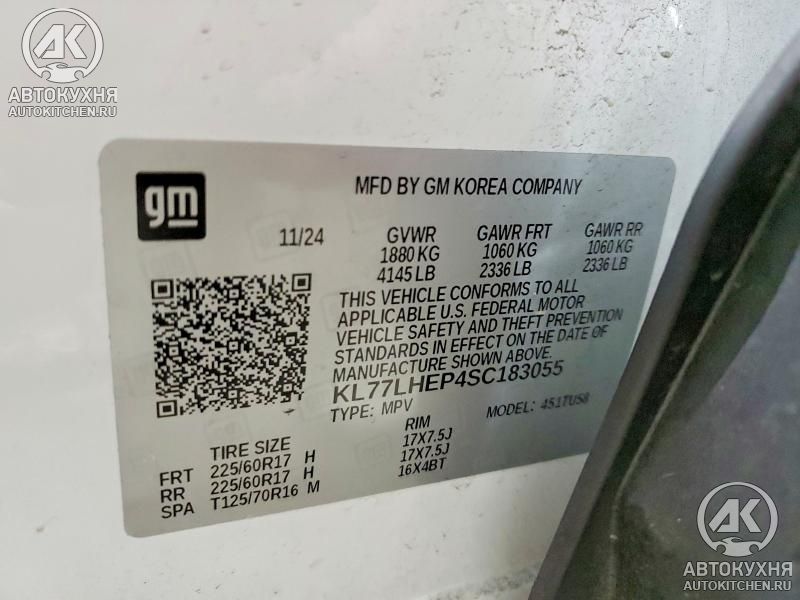 AK
АВТОКУХНЯ
AUTOKITCHEN.RU
gm
MFD BY GM KOREA COMPANY
11/24 GVWR GAWR FRT GAWR RR
1880 KG 1060 KG 1060 KG
4145 LB 2336 LB 2336 LB
THIS VEHICLE CONFORMS TO ALL
APPLICABLE U.S. FEDERAL MOTOR
VEHICLE SAFETY AND THEFT PREVENTION
STANDARDS IN EFFECT ON THE DATE OF
MANUFACTURE SHOWN ABOVE.
KL77LHEP4SC183055
TYPE: MPV MODEL: 451TU58
TIRE SIZE RIM
FRT 225/60R17 H 17X7.5J
RR 225/60R17 H 17X7.5J
SPA T125/70R16 M 16X4BT
AK
АВТОКУХНЯ
AUTOKITCHEN.RU